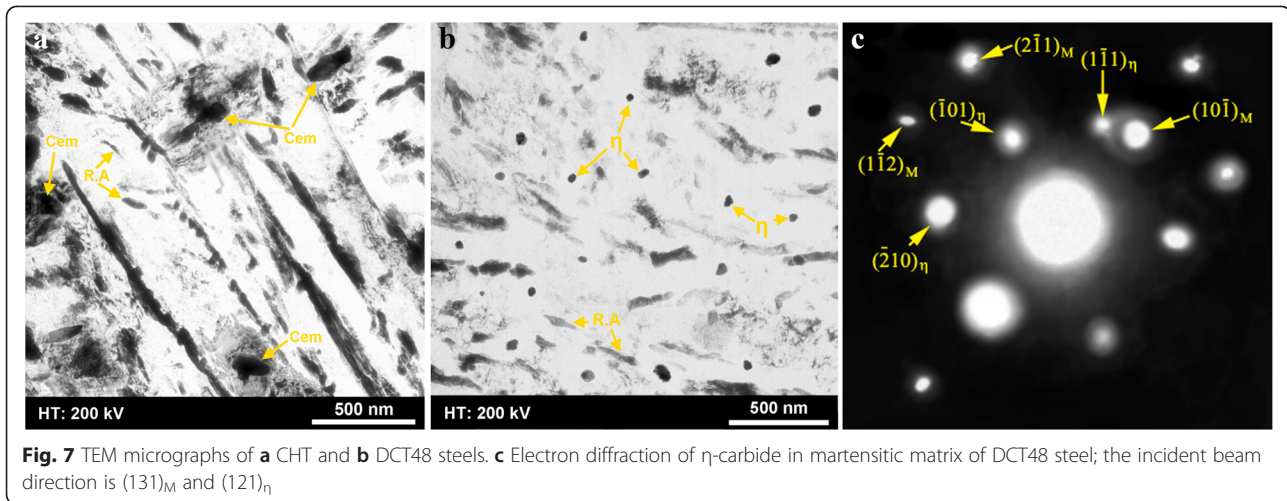 a
Cem
Cem
R.A
Cem
HT: 200 kV
500 nm
b
η
η
R.A
HT: 200 kV
500 nm
c
(21̄1)M
(11̄1)η
(1̄01)η
(101̄)M
(11̄2)M
(2̄10)η
Fig. 7 TEM micrographs of a CHT and b DCT48 steels. c Electron diffraction of η-carbide in martensitic matrix of DCT48 steel; the incident beam
direction is (131)M and (121)η